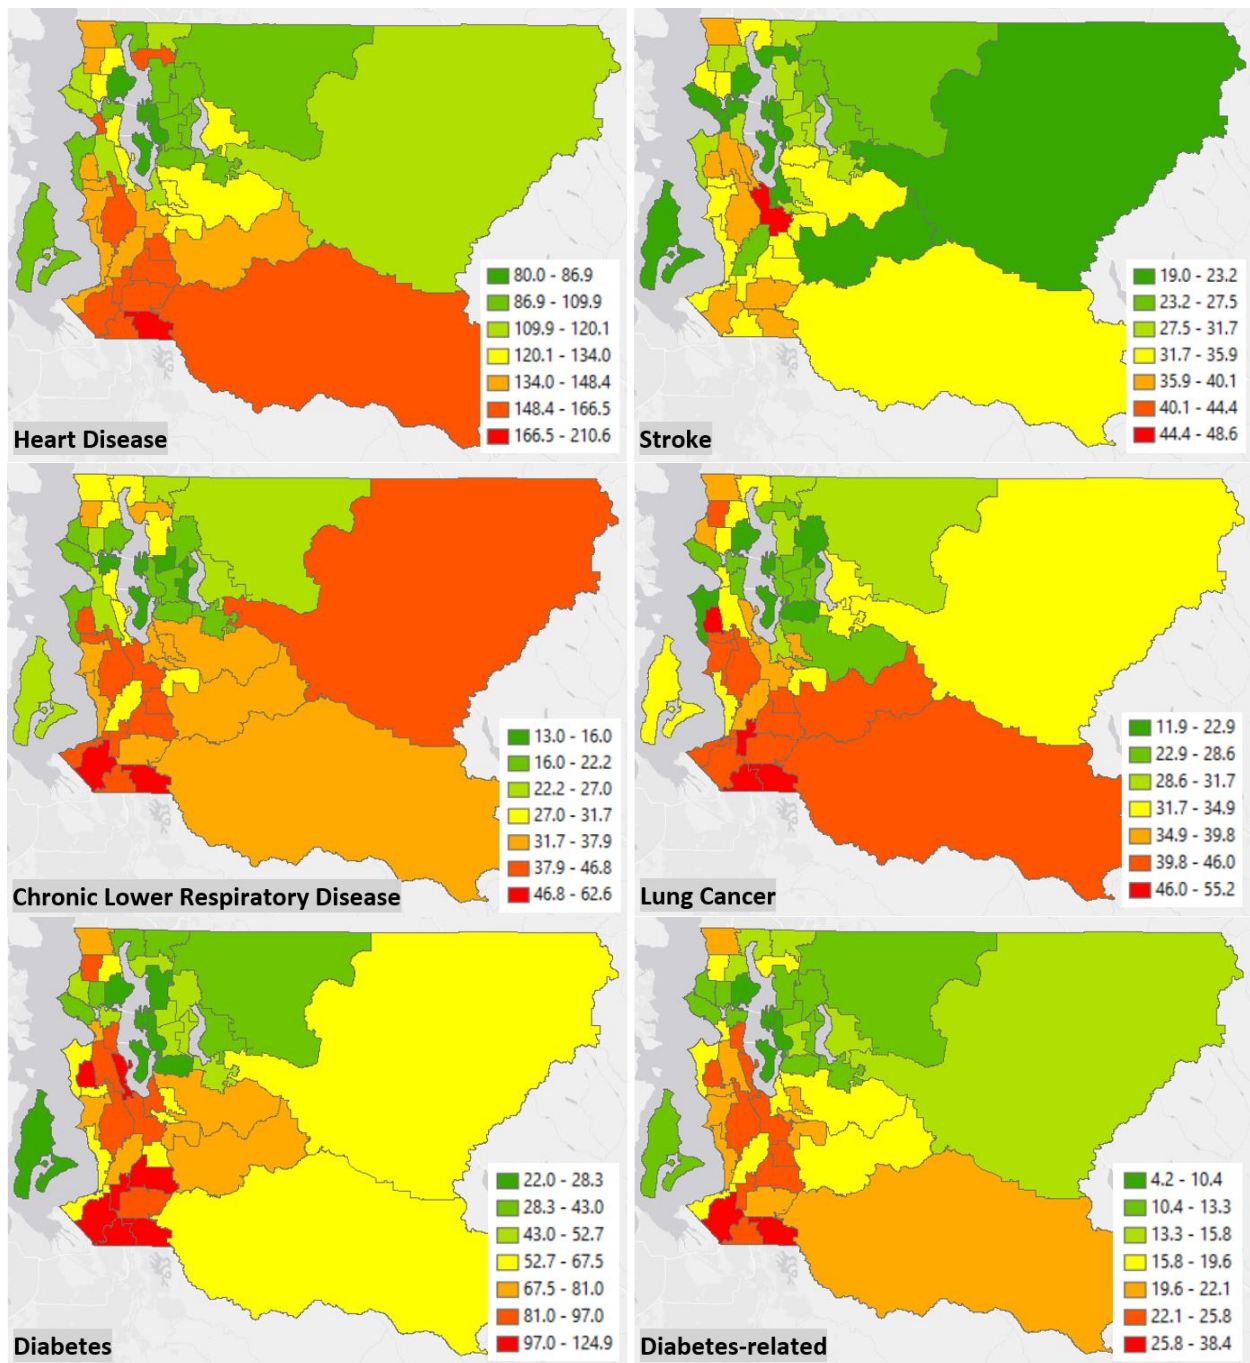 80.0 - 86.9
86.9 - 109.9
109.9 - 120.1
120.1 - 134.0
134.0 - 148.4
148.4 - 166.5
166.5 - 210.6
Heart Disease
19.0 - 23.2
23.2 - 27.5
27.5 - 31.7
31.7 - 35.9
35.9 - 40.1
40.1 - 44.4
44.4 - 48.6
Stroke
13.0 - 16.0
16.0 - 22.2
22.2 - 27.0
27.0 - 31.7
31.7 - 37.9
37.9 - 46.8
46.8 - 62.6
Chronic Lower Respiratory Disease
11.9 - 22.9
22.9 - 28.6
28.6 - 31.7
31.7 - 34.9
34.9 - 39.8
39.8 - 46.0
46.0 - 55.2
Lung Cancer
22.0 - 28.3
28.3 - 43.0
43.0 - 52.7
52.7 - 67.5
67.5 - 81.0
81.0 - 97.0
97.0 - 124.9
Diabetes
4.2 - 10.4
10.4 - 13.3
13.3 - 15.8
15.8 - 19.6
19.6 - 22.1
22.1 - 25.8
25.8 - 38.4
Diabetes-related